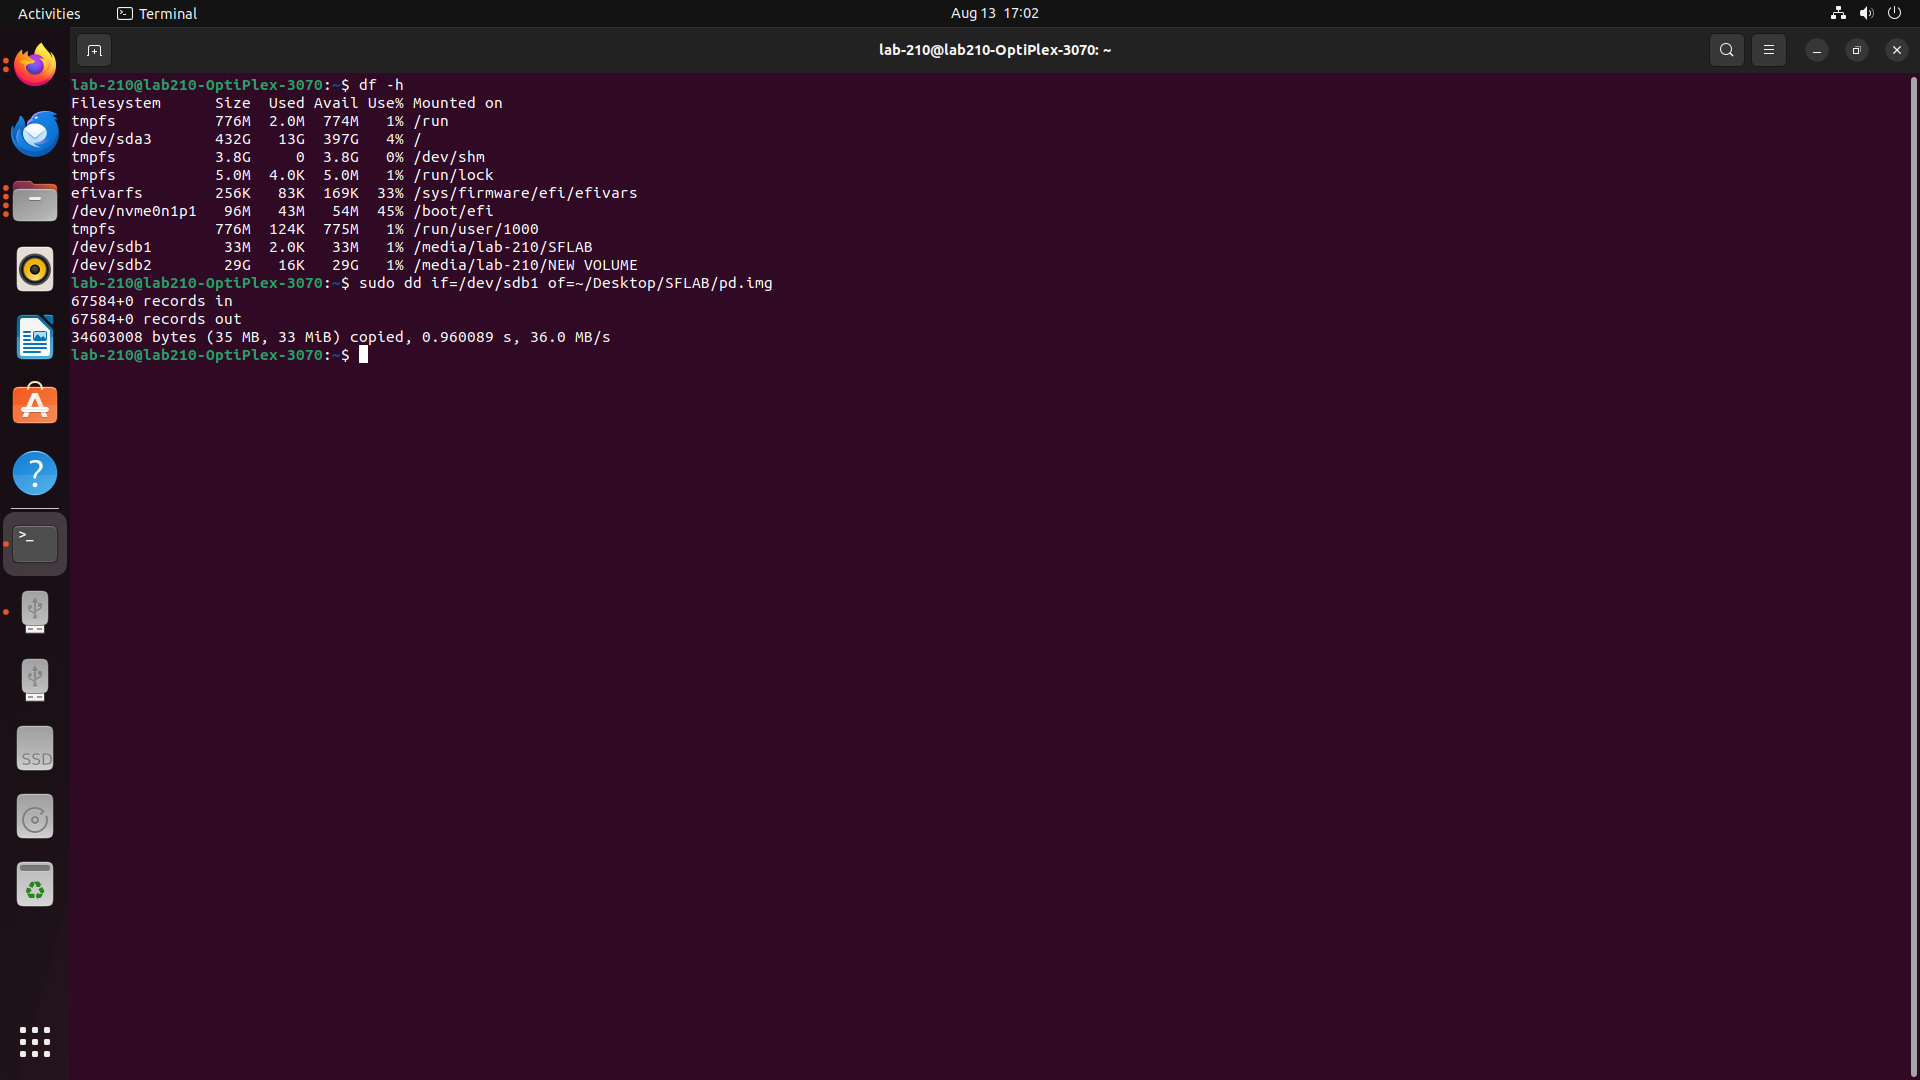 Activities
Terminal
Aug 13 17:02
lab-210@lab210-OptiPlex-3070: ~
lab-210@lab210-OptiPlex-3070:~$ df -h
Filesystem      Size  Used Avail Use% Mounted on
tmpfs           776M  2.0M  774M   1% /run
/dev/sda3       432G   13G  397G   4% /
tmpfs           3.8G     0  3.8G   0% /dev/shm
tmpfs           5.0M  4.0K  5.0M   1% /run/lock
efivarfs        256K   83K  169K  33% /sys/firmware/efi/efivars
/dev/nvme0n1p1   96M   43M   54M  45% /boot/efi
tmpfs           776M  124K  775M   1% /run/user/1000
/dev/sdb1        33M  2.0K   33M   1% /media/lab-210/SFLAB
/dev/sdb2        29G   16K   29G   1% /media/lab-210/NEW VOLUME
lab-210@lab210-OptiPlex-3070:~$ sudo dd if=/dev/sdb1 of=~/Desktop/SFLAB/pd.img
67584+0 records in
67584+0 records out
34603008 bytes (35 MB, 33 MiB) copied, 0.960089 s, 36.0 MB/s
lab-210@lab210-OptiPlex-3070:~$
?
>_
SSD